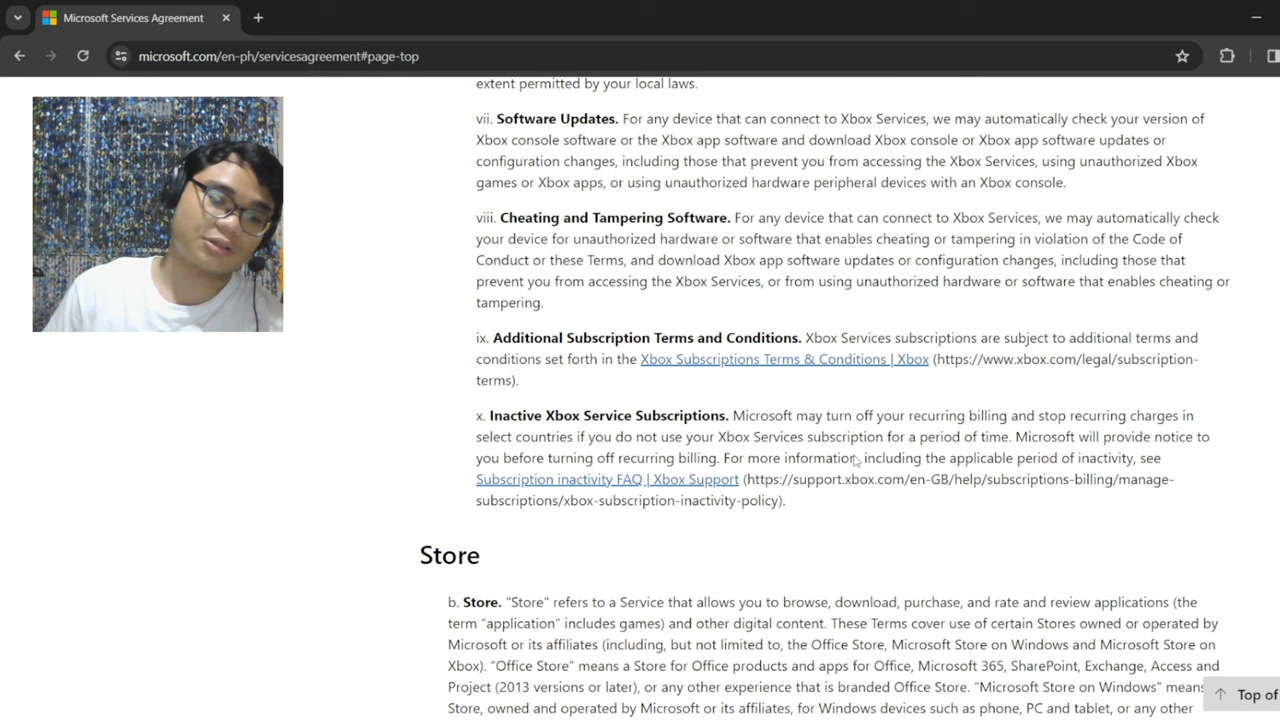 Microsoft Services Agreement
microsoft.com/en-ph/servicesagreement#page-top
extent permitted by your local laws.
vii. Software Updates. For any device that can connect to Xbox Services, we may automatically check your version of
Xbox console software or the Xbox app software and download Xbox console or Xbox app software updates or
configuration changes, including those that prevent you from accessing the Xbox Services, using unauthorized Xbox
games or Xbox apps, or using unauthorized hardware peripheral devices with an Xbox console.
viii. Cheating and Tampering Software. For any device that can connect to Xbox Services, we may automatically check
your device for unauthorized hardware or software that enables cheating or tampering in violation of the Code of
Conduct or these Terms, and download Xbox app software updates or configuration changes, including those that
prevent you from accessing the Xbox Services, or from using unauthorized hardware or software that enables cheating or
tampering.
ix. Additional Subscription Terms and Conditions. Xbox Services subscriptions are subject to additional terms and
conditions set forth in the Xbox Subscriptions Terms & Conditions | Xbox (https://www.xbox.com/legal/subscription-
terms).
x. Inactive Xbox Service Subscriptions. Microsoft may turn off your recurring billing and stop recurring charges in
select countries if you do not use your Xbox Services subscription for a period of time. Microsoft will provide notice to
you before turning off recurring billing. For more information, including the applicable period of inactivity, see
Subscription inactivity FAQ | Xbox Support (https://support.xbox.com/en-GB/help/subscriptions-billing/manage-
subscriptions/xbox-subscription-inactivity-policy).
Store
b. Store. "Store" refers to a Service that allows you to browse, download, purchase, and rate and review applications (the
term "application" includes games) and other digital content. These Terms cover use of certain Stores owned or operated by
Microsoft or its affiliates (including, but not limited to, the Office Store, Microsoft Store on Windows and Microsoft Store on
Xbox). "Office Store" means a Store for Office products and apps for Office, Microsoft 365, SharePoint, Exchange, Access and
Project (2013 versions or later), or any other experience that is branded Office Store. "Microsoft Store on Windows" means
Store, owned and operated by Microsoft or its affiliates, for Windows devices such as phone, PC and tablet, or any other
Top of